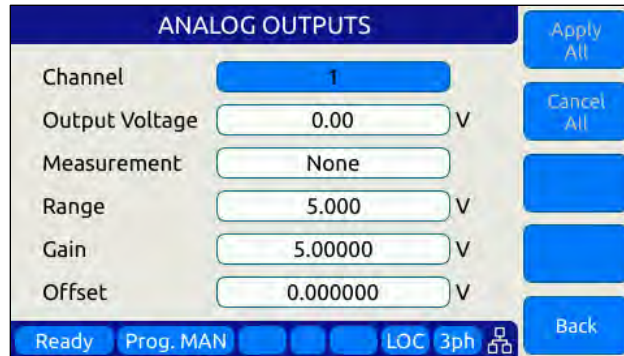 ANALOG OUTPUTS
Apply
All
Channel 1
Cancel
All
Output Voltage 0.00 V
Measurement None
Range 5.000 V
Gain 5.00000 V
Offset 0.000000 V
Back
Ready Prog. MAN LOC 3ph